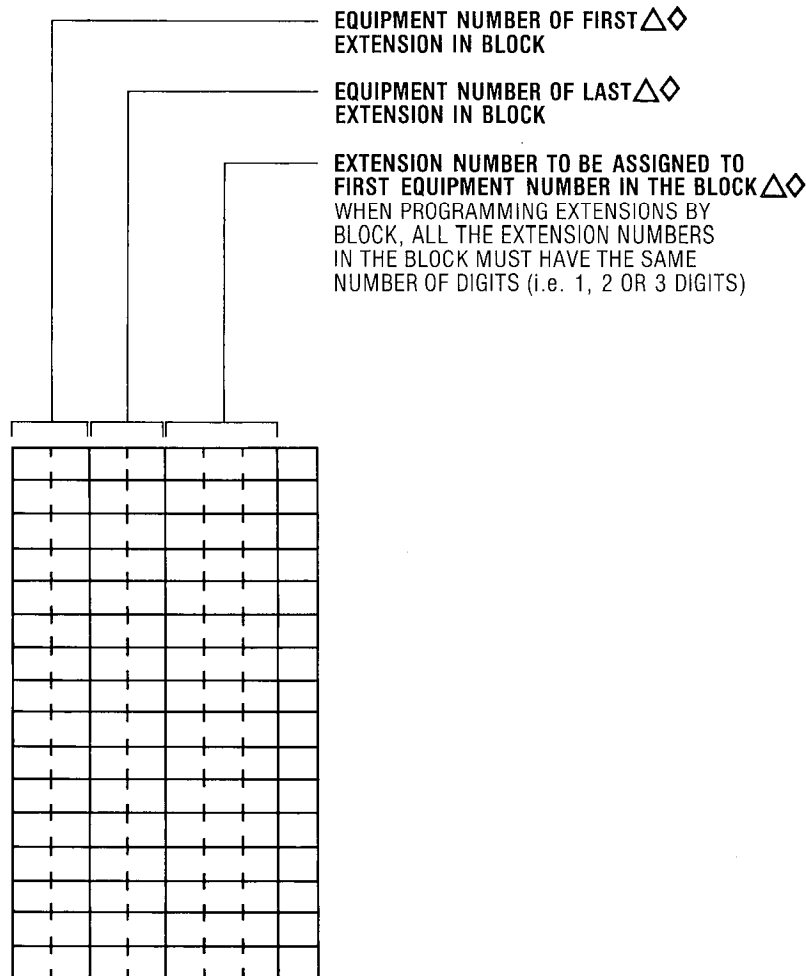 EQUIPMENT NUMBER OF FIRST△◇
EXTENSION IN BLOCK
EQUIPMENT NUMBER OF LAST△◇
EXTENSION IN BLOCK
EXTENSION NUMBER TO BE ASSIGNED TO
FIRST EQUIPMENT NUMBER IN THE BLOCK△◇
WHEN PROGRAMMING EXTENSIONS BY
BLOCK, ALL THE EXTENSION NUMBERS
IN THE BLOCK MUST HAVE THE SAME
NUMBER OF DIGITS (i.e. 1, 2 OR 3 DIGITS)